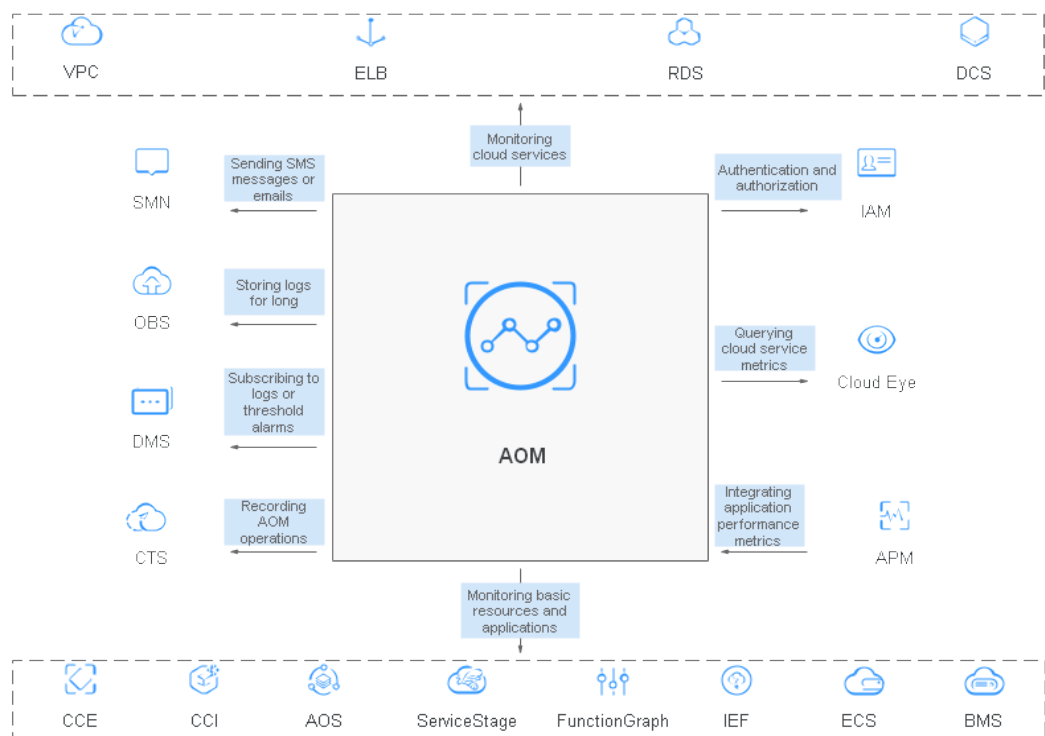 VPC ELB RDS DCS
Monitoring
cloud services
Sending SMS
messages or
emails
SMN
Authentication and
authorization
IAM
Storing logs
for long
OBS
Querying
cloud service
metrics
Cloud Eye
Subscribing to
logs or
threshold
alarms
DMS
AOM
Recording
AOM
operations
CTS
Integrating
application
performance
metrics
APM
Monitoring basic
resources and
applications
CCE CCI AOS ServiceStage FunctionGraph IEF ECS BMS